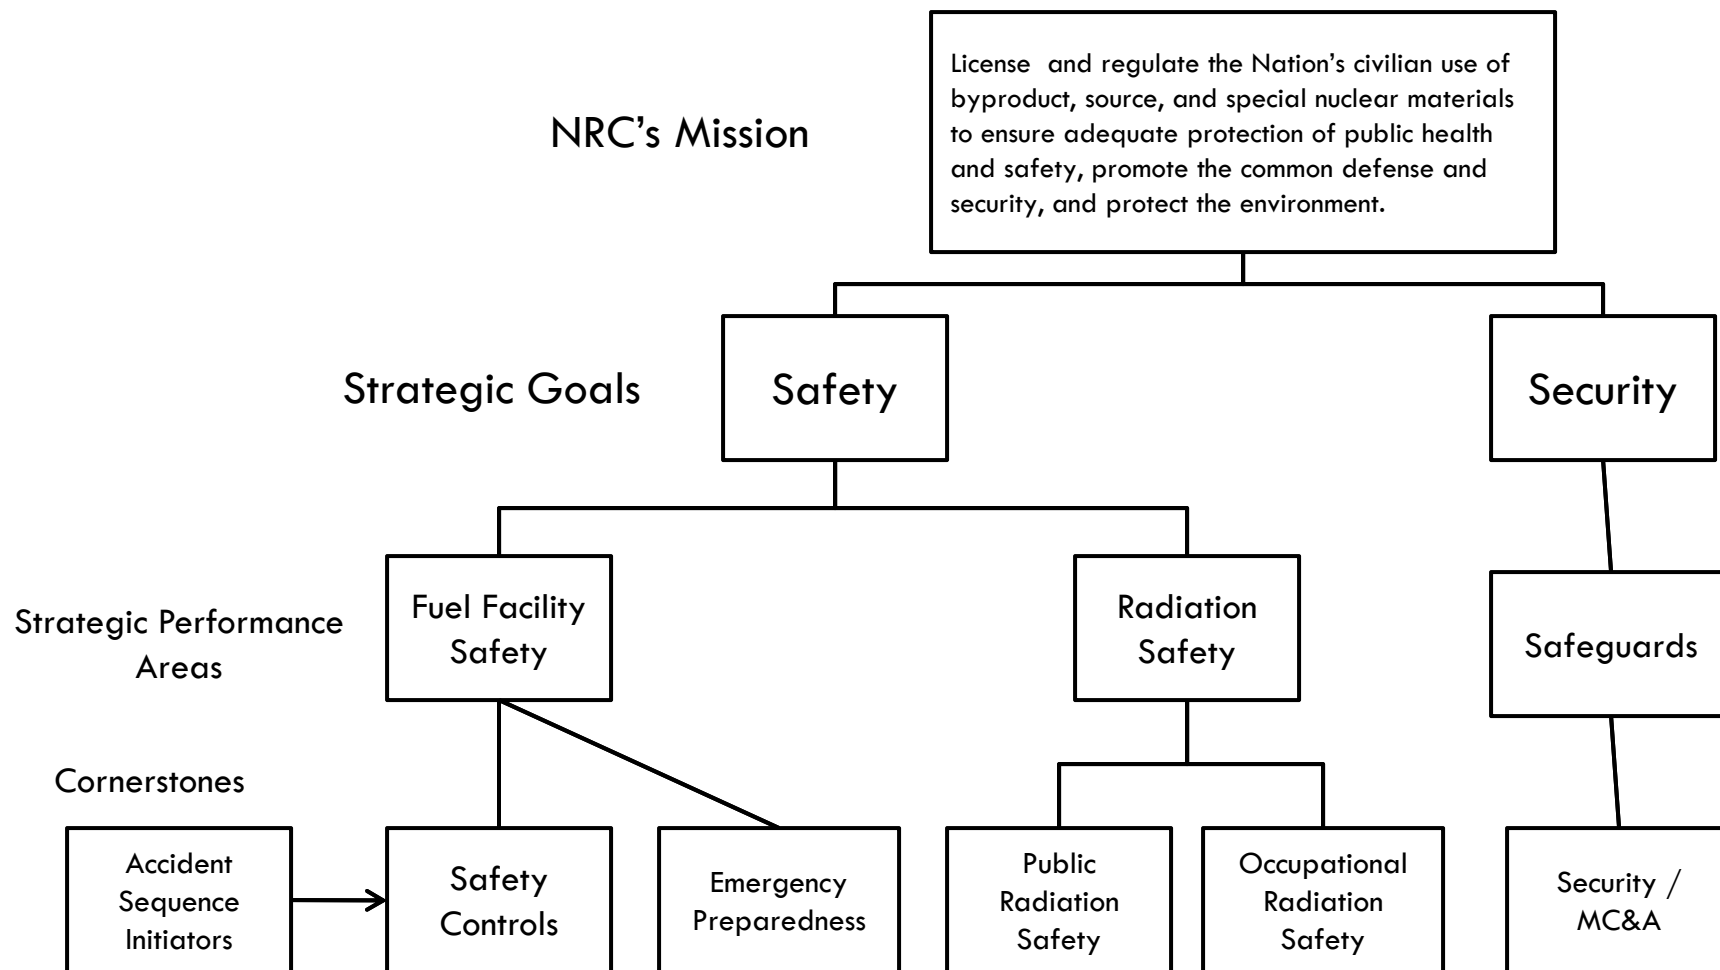 NRC's Mission
License and regulate the Nation's civilian use of
byproduct, source, and special nuclear materials
to ensure adequate protection of public health
and safety, promote the common defense and
security, and protect the environment.
Strategic Goals
Safety
Security
Strategic Performance
Areas
Fuel Facility
Safety
Radiation
Safety
Safeguards
Cornerstones
Accident
Sequence
Initiators
Safety
Controls
Emergency
Preparedness
Public
Radiation
Safety
Occupational
Radiation
Safety
Security /
MC&A